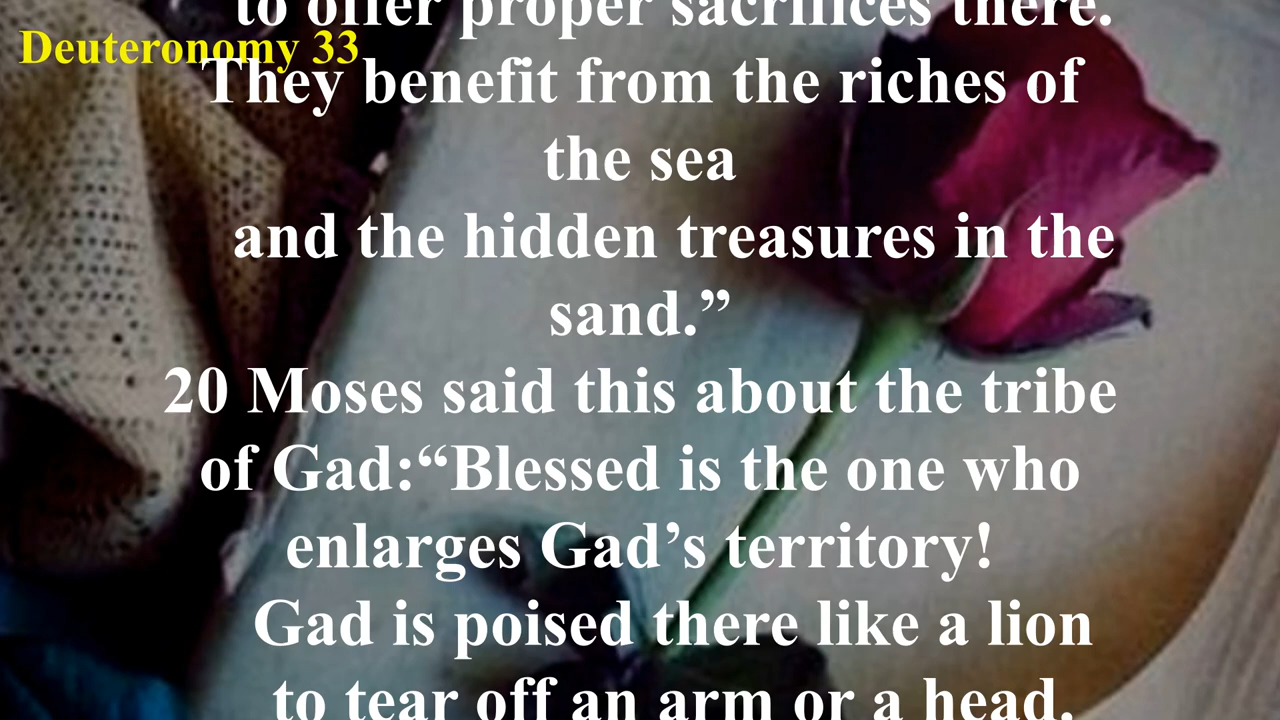 to offer proper sacrifices there.
Deuteronomy 33
They benefit from the riches of
the sea
and the hidden treasures in the
sand.”
20 Moses said this about the tribe
of Gad:“Blessed is the one who
enlarges Gad’s territory!
Gad is poised there like a lion
to tear off an arm or a head.